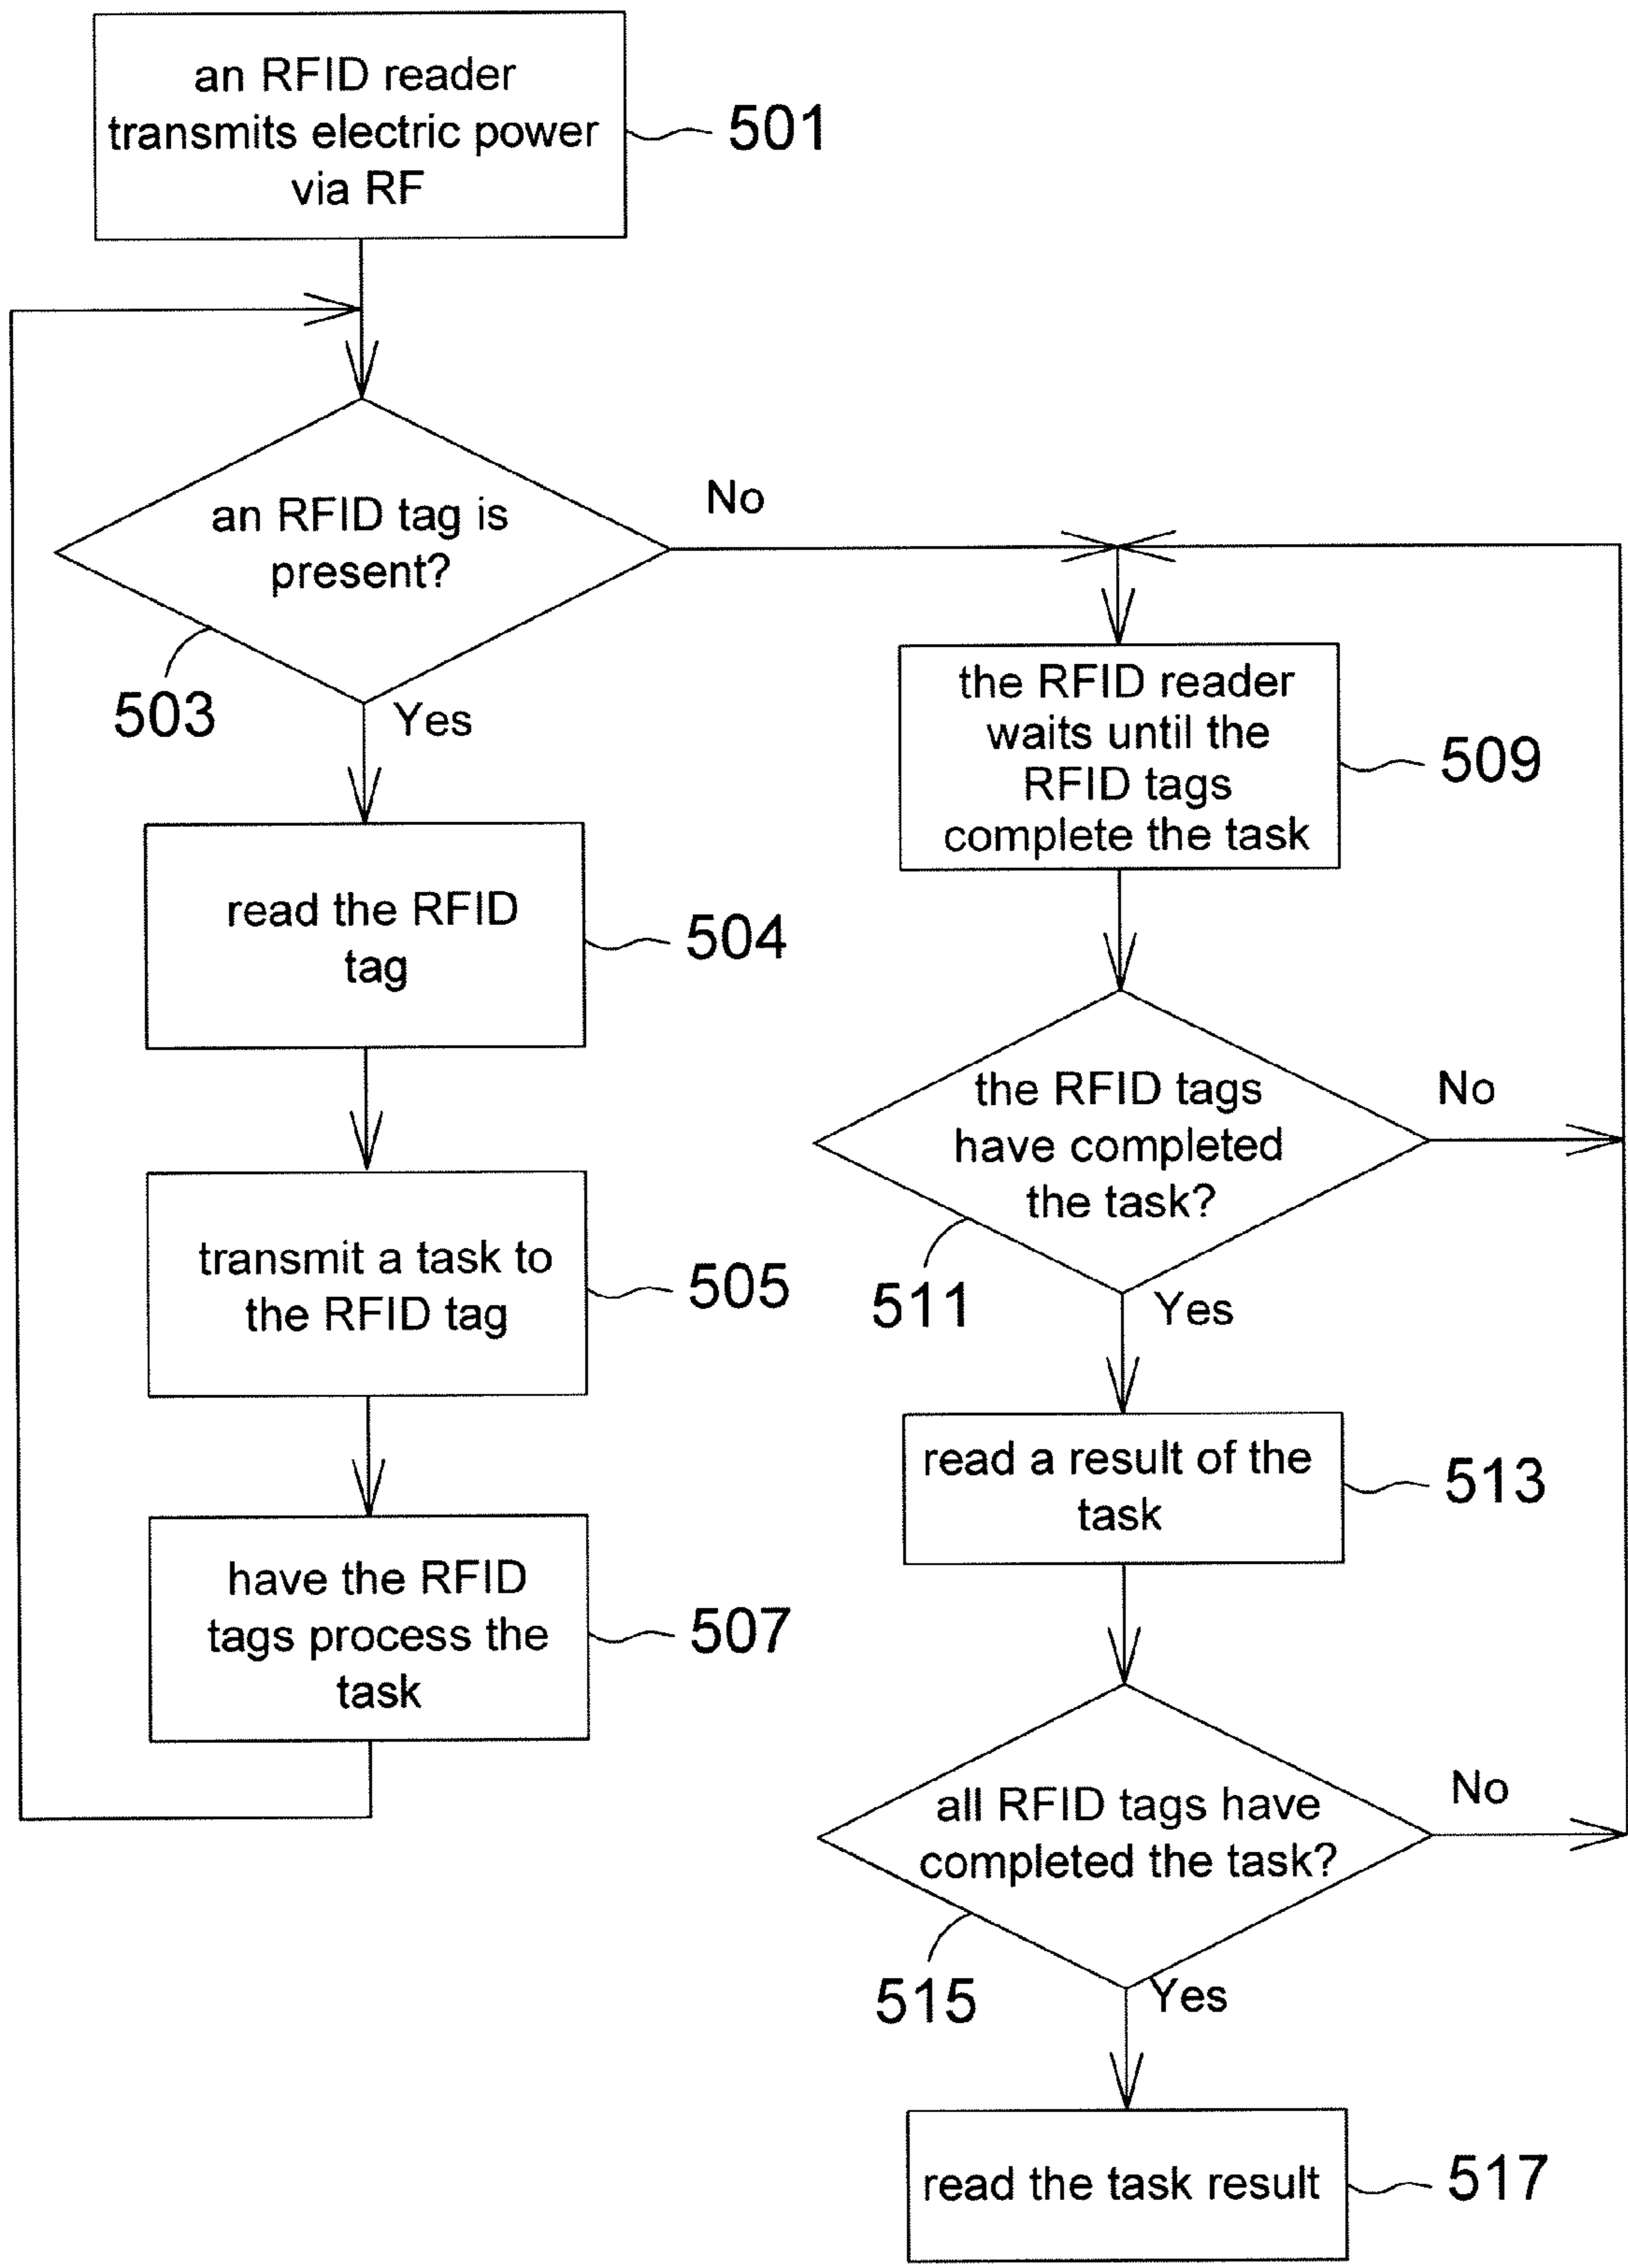 an RFID reader
transmits electric power
via RF
501
an RFID tag is
present?
No
503
Yes
read the RFID
tag
504
transmit a task to
the RFID tag
505
have the RFID
tags process the
task
507
the RFID reader
waits until the
RFID tags
complete the task
509
the RFID tags
have completed
the task?
No
511
Yes
read a result of the
task
513
all RFID tags have
completed the task?
No
515
Yes
read the task result
517